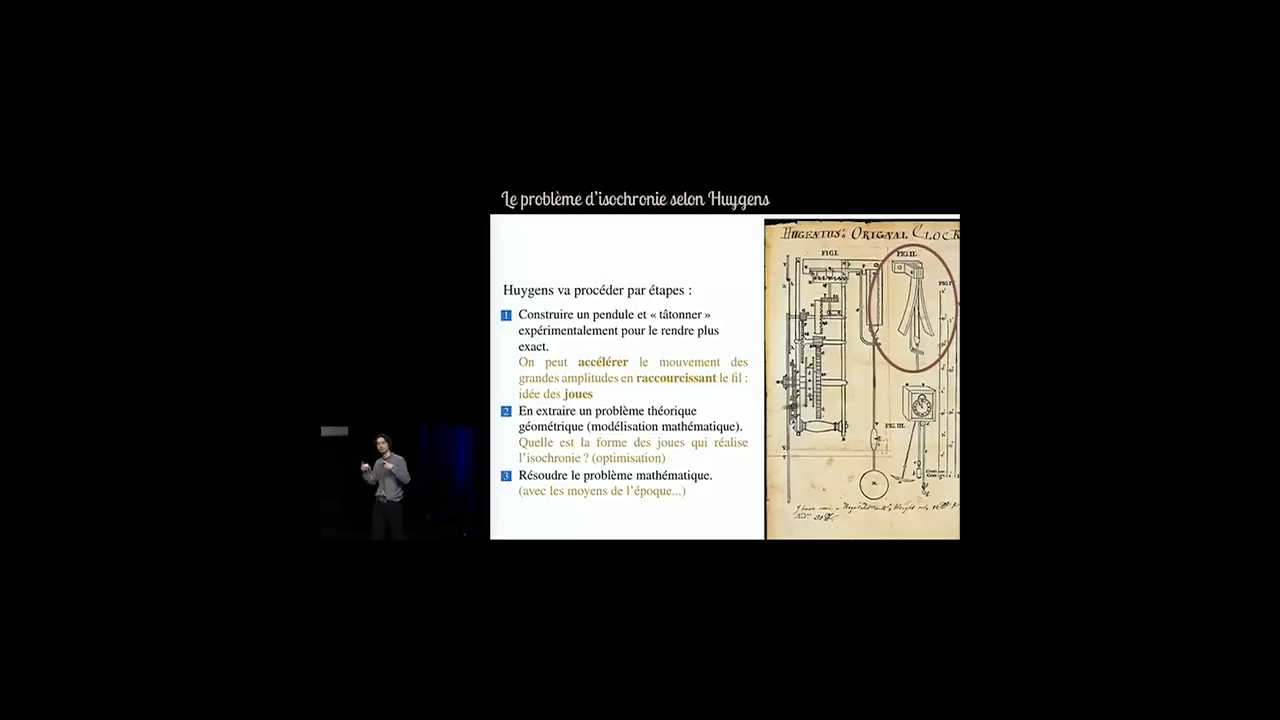 Le problème d'isochronie selon Huygens
Huygens va procéder par étapes :
1 Construire un pendule et « tâtonner »
expérimentalement pour le rendre plus
exact.
On peut accélérer le mouvement des
grandes amplitudes en raccourcissant le fil :
idée des joues
2 En extraire un problème théorique
géométrique (modélisation mathématique).
Quelle est la forme des joues qui réalise
l'isochronie ? (optimisation)
3 Résoudre le problème mathématique.
(avec les moyens de l'époque...)
HUGENIUS's ORIGNAL CLOCK
FIG I.
FIG. II.
FIG. III.